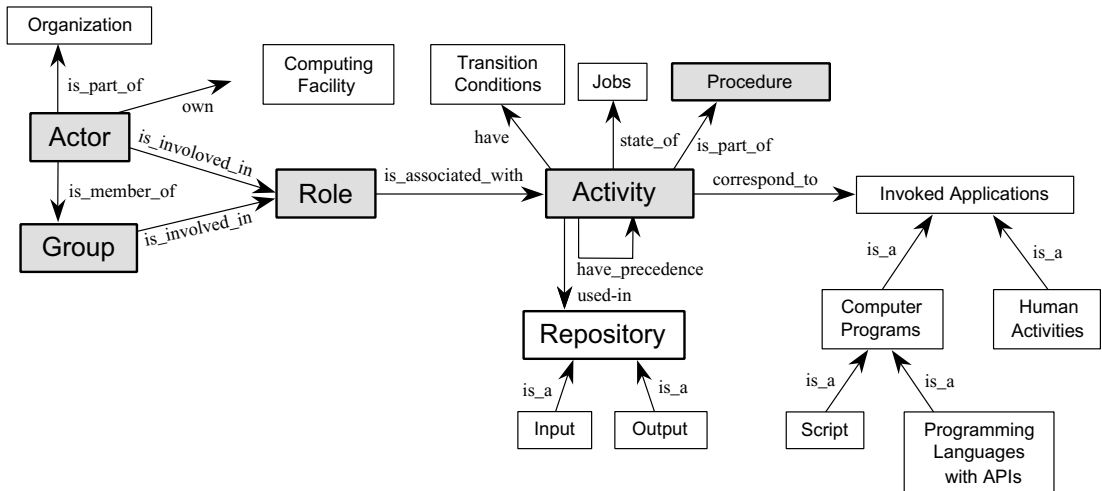 Organization
is_part_of
own
Computing
Facility
Transition
Conditions
Jobs
Procedure
Actor
is_involoved_in
have
state_of
is_part_of
is_member_of
Role
is_associated_with
Activity
correspond_to
Invoked Applications
Group
is_involved_in
have_precedence
used-in
is_a
is_a
Repository
Computer
Programs
Human
Activities
is_a
is_a
is_a
is_a
Input
Output
Script
Programming
Languages
with APIs